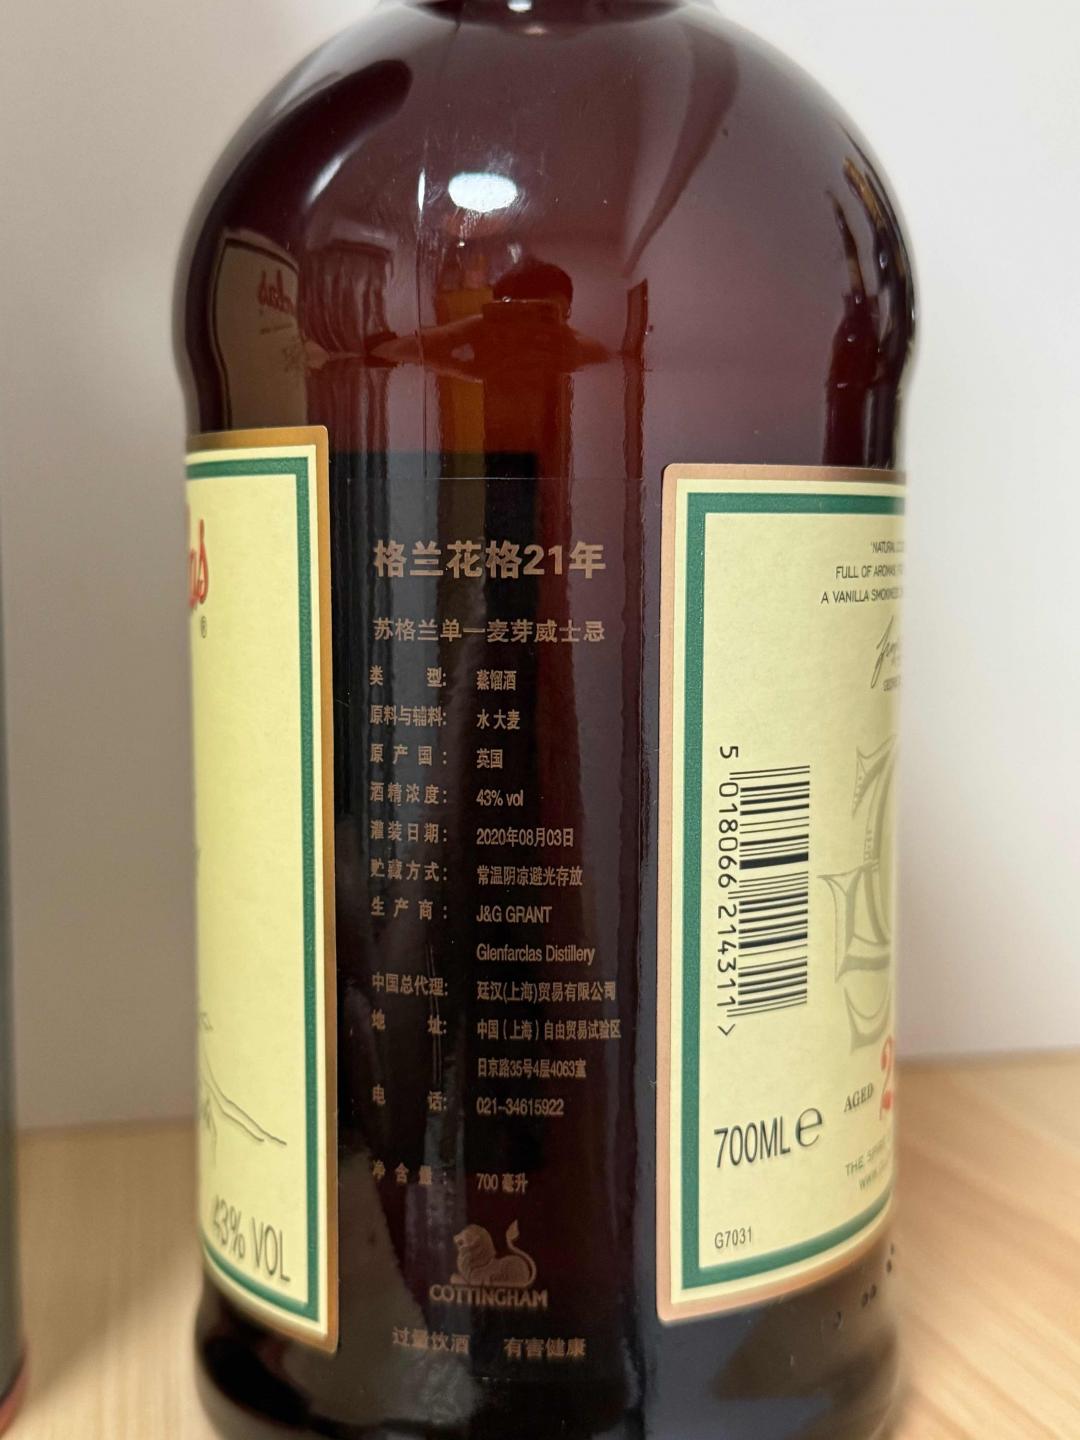 格兰花格21年
苏格兰单一麦芽威士忌
类 型: 蒸馏酒
原料与辅料: 水 大麦
原产国: 英国
酒精浓度: 43% vol
灌装日期: 2020年08月03日
贮藏方式: 常温阴凉避光存放
生产商: J&G GRANT
Glenfarclas Distillery
中国总代理: 廷汉(上海)贸易有限公司
地 址: 中国(上海)自由贸易试验区
日京路35号4层4063室
电 话: 021-34615922
净含量: 700 毫升
COTTINGHAM
过量饮酒 有害健康
®
43% VOL
FULL OF
A VANILLA
5 018066 214311 >
AGED
700ML e
THE
G7031